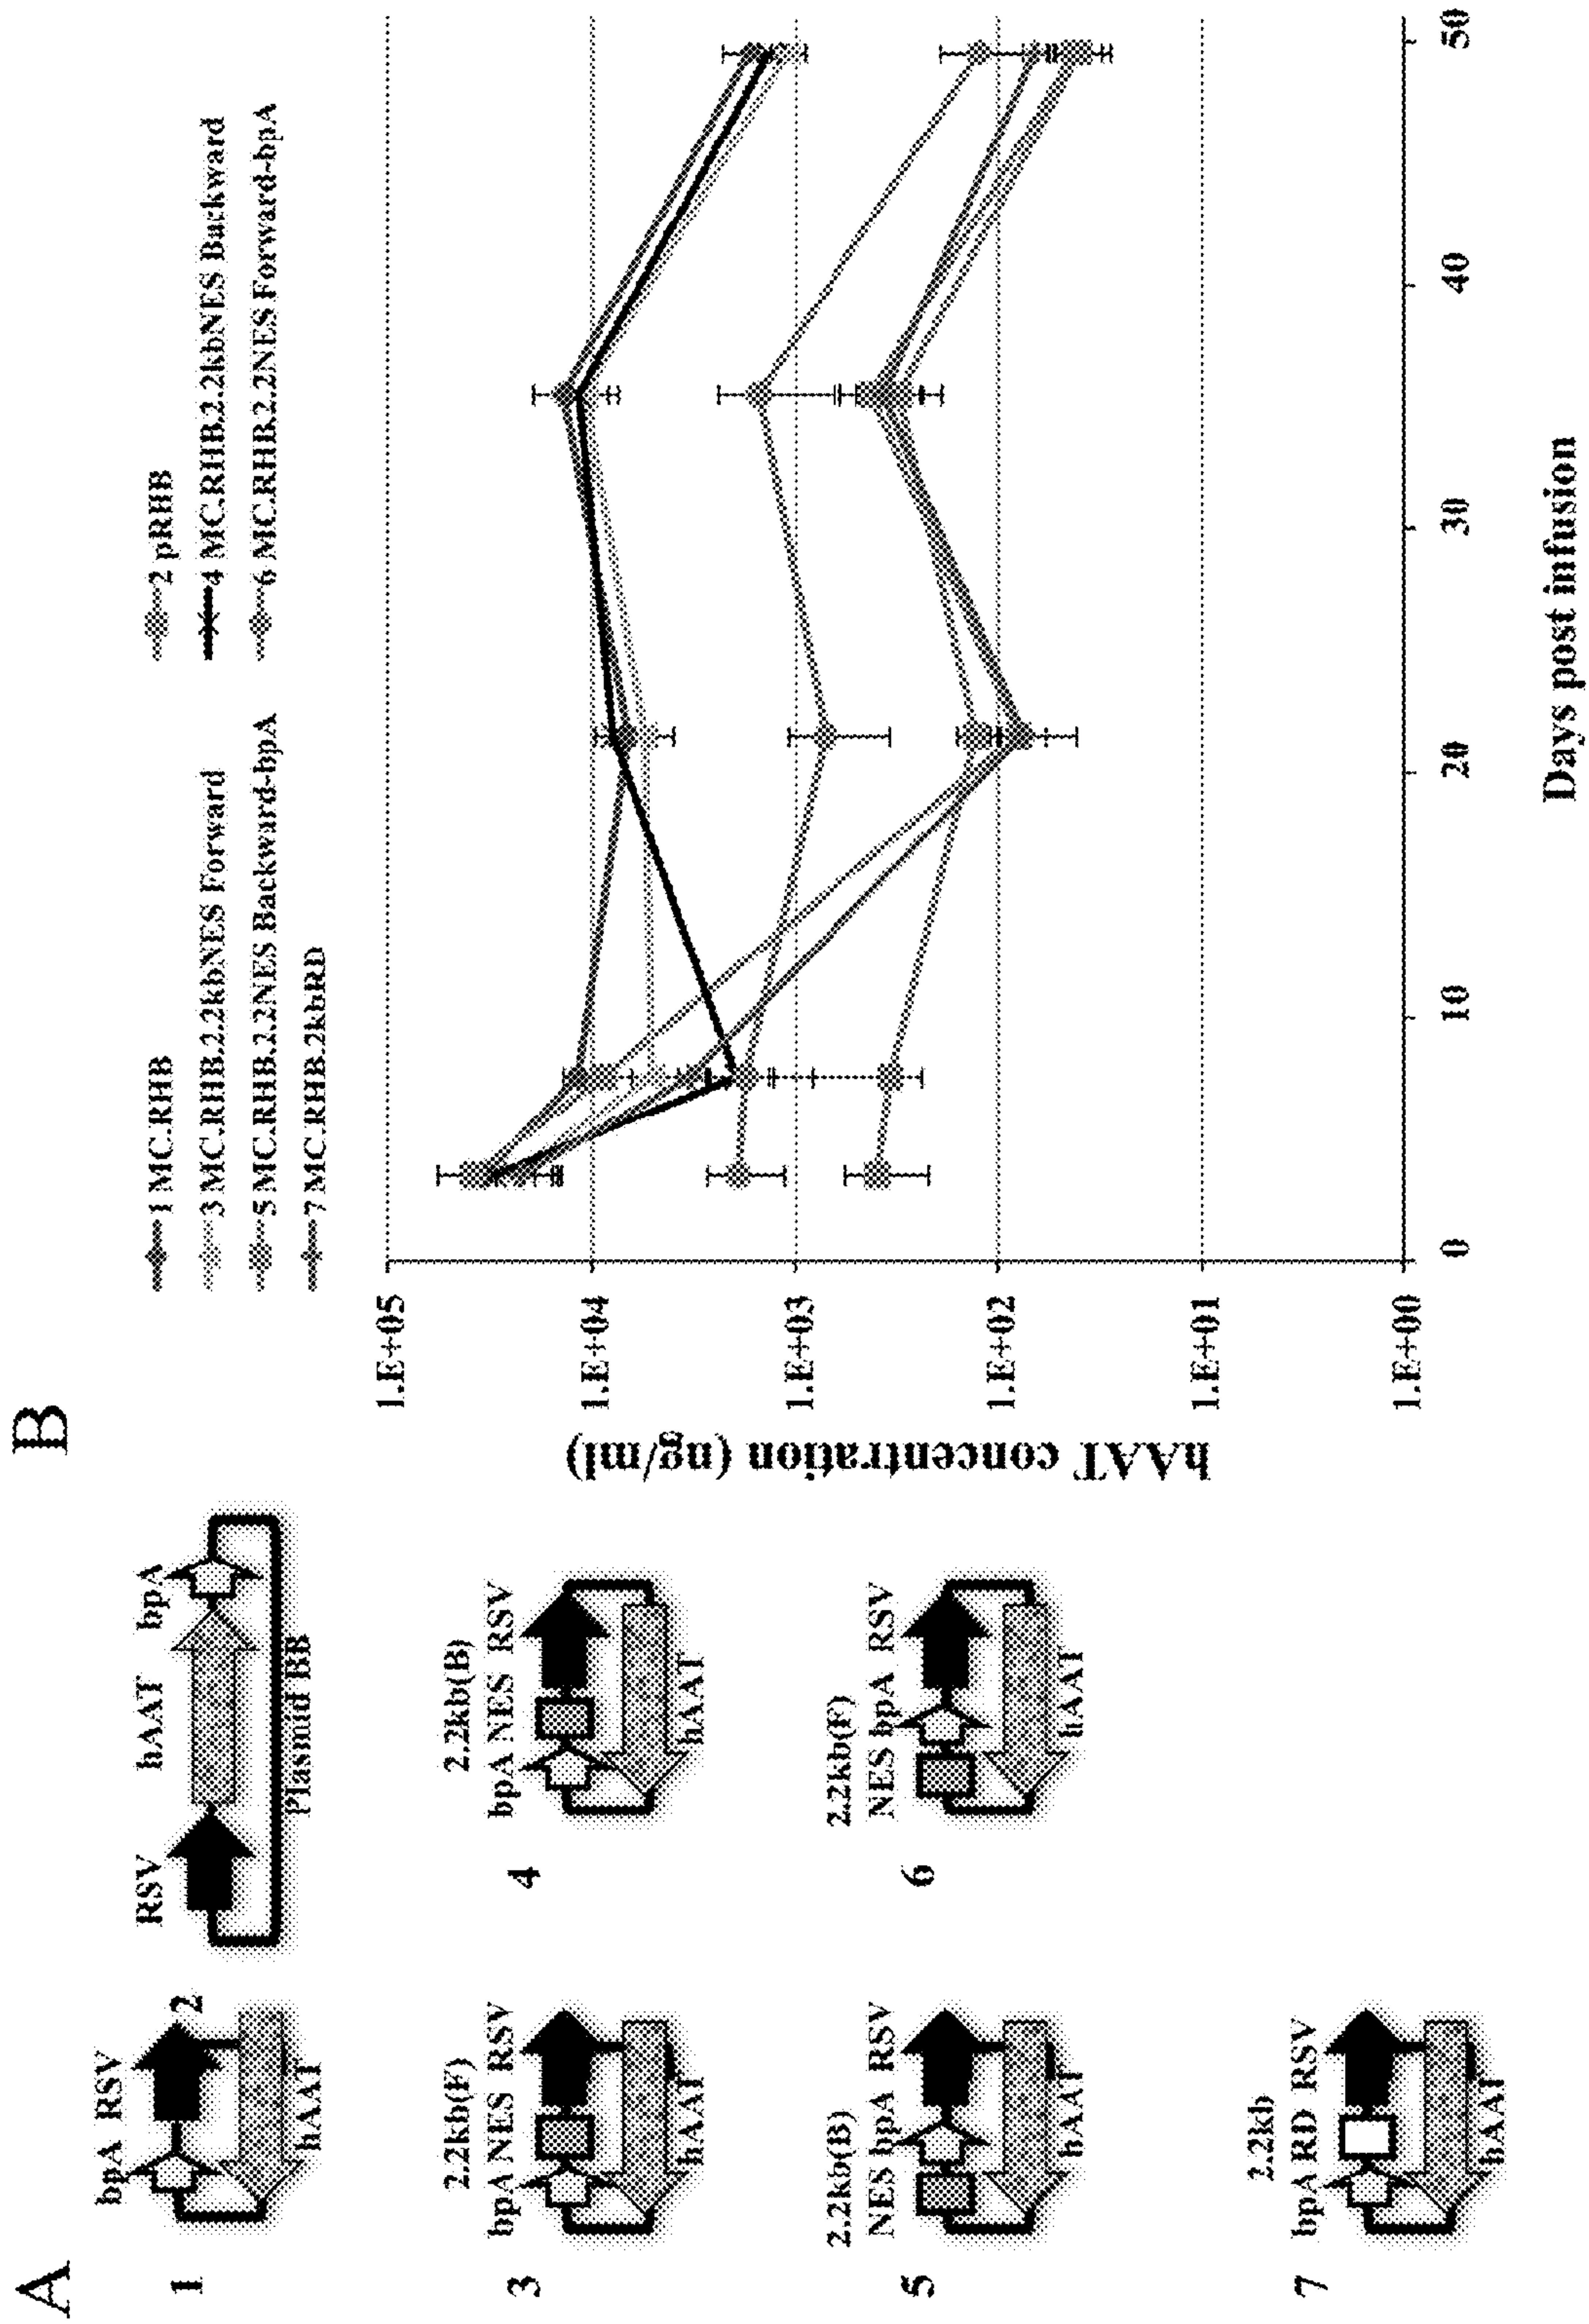 A
1
bpA RSV
hAAT
2
RSV hAAT bpA
Plasmid BB
3
2.2kb(F)
bpA NES RSV
hAAT
4
2.2kb(B)
bpA NES RSV
hAAT
5
2.2kb(B)
NES bpA RSV
hAAT
6
2.2kb(F)
NES bpA RSV
hAAT
7
2.2kb
bpA RD RSV
hAAT
B
1 MC.RHB
2 pRHB
3 MC.RHB.2.2kbNES Forward
4 MC.RHB.2.2kbNES Backward
5 MC.RHB.2.2NES Backward-bpA
6 MC.RHB.2.2NES Forward-bpA
7 MC.RHB.2kbRD
hAAT concentration (ng/ml)
1.E+05
1.E+04
1.E+03
1.E+02
1.E+01
1.E+00
0 10 20 30 40 50
Days post infusion